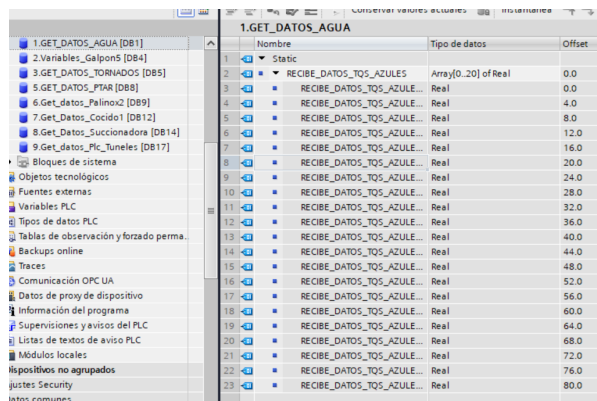 Conservar valores actuales Instantánea
1.GET_DATOS_AGUA [DB1]
2.Variables_Galpon5 [DB4]
3.GET_DATOS_TORNADOS [DB5]
5.GET_DATOS_PTAR [DB8]
6.Get_datos_Palinox2 [DB9]
7.Get_Datos_Cocido1 [DB12]
8.Get_Datos_Succionadora [DB14]
9.Get_datos_Plc_Tuneles [DB17]
Bloques de sistema
Objetos tecnológicos
Fuentes externas
Variables PLC
Tipos de datos PLC
Tablas de observación y forzado perma...
Backups online
Traces
Comunicación OPC UA
Datos de proxy de dispositivo
Información del programa
Supervisiones y avisos del PLC
Listas de textos de aviso PLC
Módulos locales
ispositivos no agrupados
justes Security
atos comunes
1.GET_DATOS_AGUA
Nombre Tipo de datos Offset
1 Static
2 RECIBE_DATOS_TQS_AZULES Array[0..20] of Real 0.0
3 RECIBE_DATOS_TQS_AZULE... Real 0.0
4 RECIBE_DATOS_TQS_AZULE... Real 4.0
5 RECIBE_DATOS_TQS_AZULE... Real 8.0
6 RECIBE_DATOS_TQS_AZULE... Real 12.0
7 RECIBE_DATOS_TQS_AZULE... Real 16.0
8 RECIBE_DATOS_TQS_AZULE... Real 20.0
9 RECIBE_DATOS_TQS_AZULE... Real 24.0
10 RECIBE_DATOS_TQS_AZULE... Real 28.0
11 RECIBE_DATOS_TQS_AZULE... Real 32.0
12 RECIBE_DATOS_TQS_AZULE... Real 36.0
13 RECIBE_DATOS_TQS_AZULE... Real 40.0
14 RECIBE_DATOS_TQS_AZULE... Real 44.0
15 RECIBE_DATOS_TQS_AZULE... Real 48.0
16 RECIBE_DATOS_TQS_AZULE... Real 52.0
17 RECIBE_DATOS_TQS_AZULE... Real 56.0
18 RECIBE_DATOS_TQS_AZULE... Real 60.0
19 RECIBE_DATOS_TQS_AZULE... Real 64.0
20 RECIBE_DATOS_TQS_AZULE... Real 68.0
21 RECIBE_DATOS_TQS_AZULE... Real 72.0
22 RECIBE_DATOS_TQS_AZULE... Real 76.0
23 RECIBE_DATOS_TQS_AZULE... Real 80.0